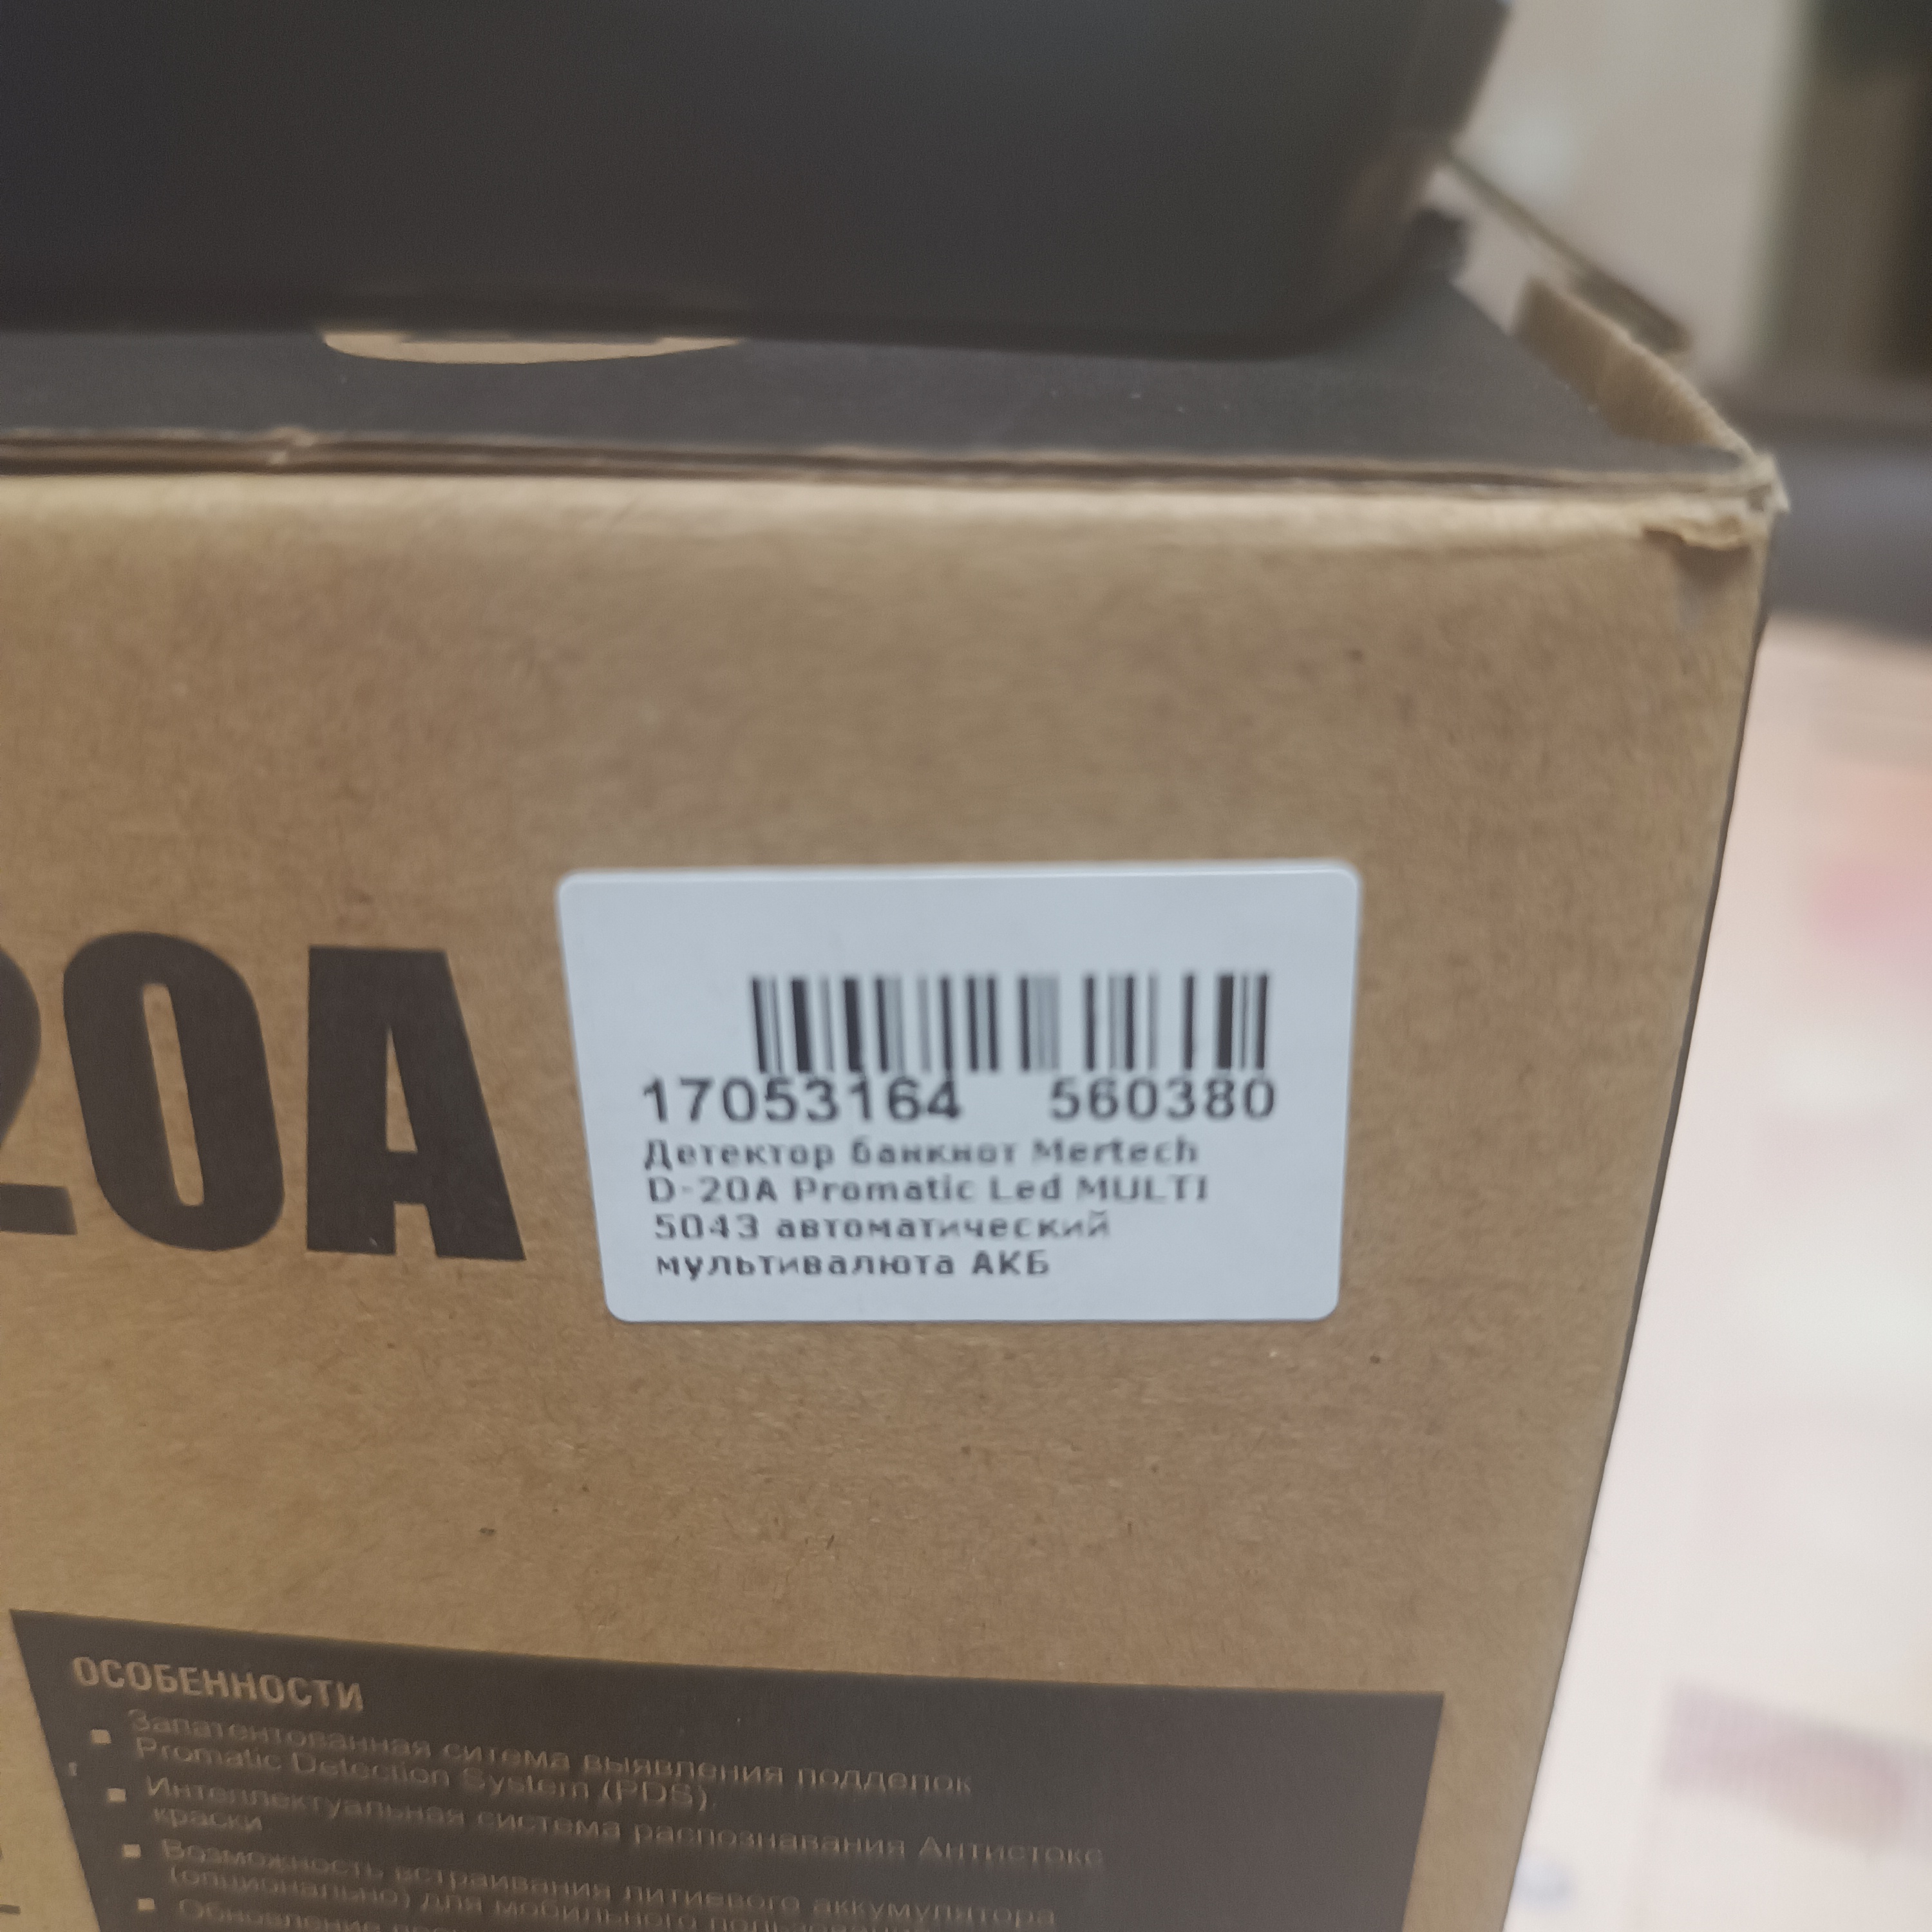 20A
17053164 560380
Детектор банкнот Mertech
D-20A Promatic Led MULTI
5043 автоматический
мультивалюта АКБ
ОСОБЕННОСТИ
Запатентованная ситема выявления подделок
Promatic Detection System (PDS).
Интеллектуальная система распознавания Антистокс
краски
Возможность встраивания литиевого аккумулятора
(опционально) для мобильного
Обновление